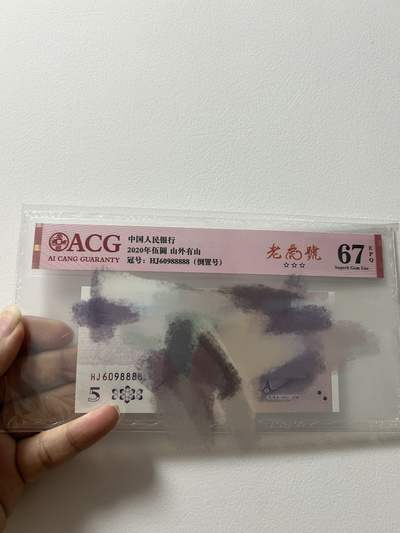 ACG
AI CANG GUARANTY
中国人民银行
2020年伍圆 山外有山
冠号：HJ60988888（倒置号）
老斋號
☆☆☆
67
EPQ
Superb Gem Unc
HJ6098888
5